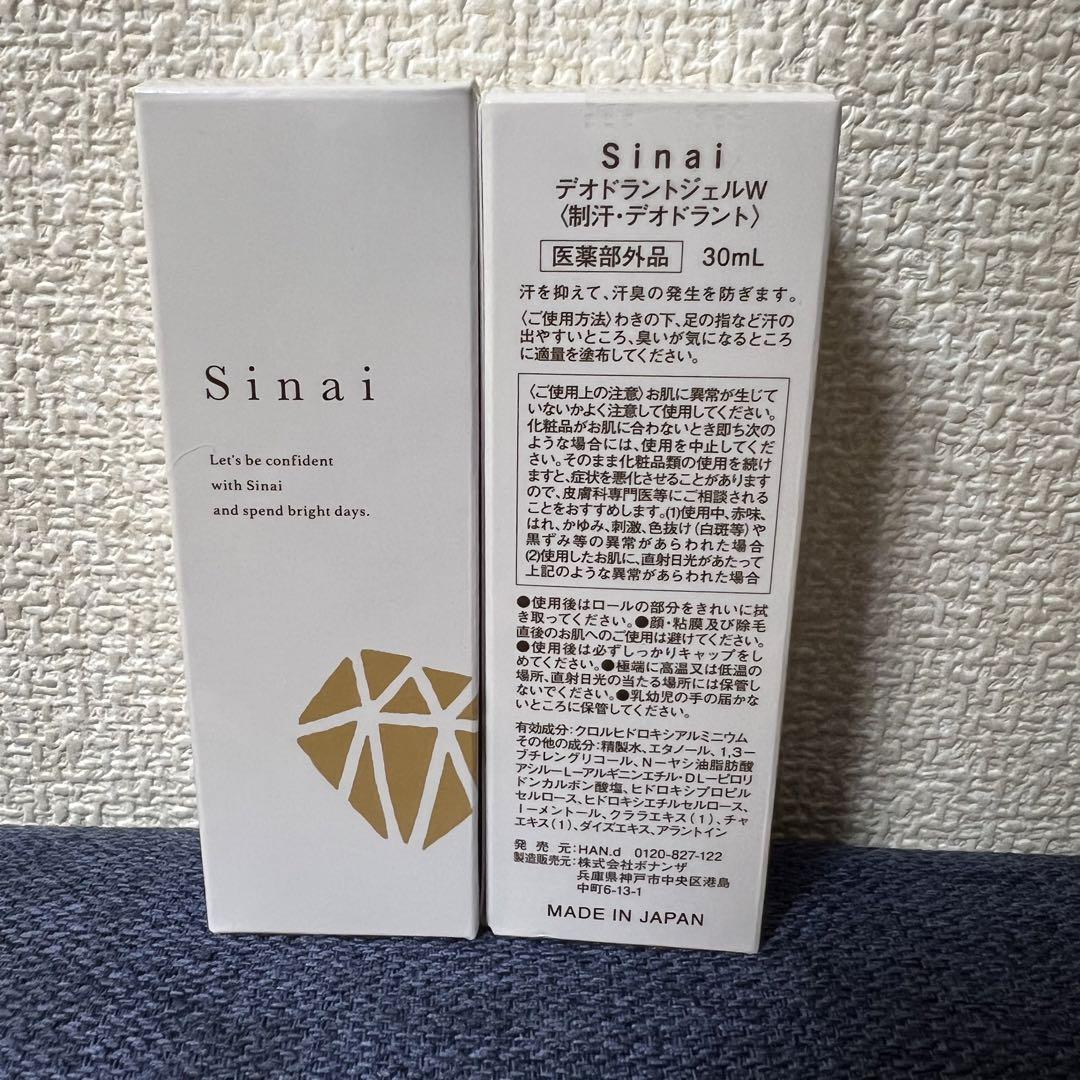 Sinai
Let's be confident
with Sinai
and spend bright days.
Sinai
デオドラントジェルW
〈制汗・デオドラント〉
医薬部外品 30mL
汗を抑えて、汗臭の発生を防ぎます。
〈ご使用方法〉わきの下、足の指など汗の
出やすいところ、臭いが気になるところ
に適量を塗布してください。
〈ご使用上の注意〉お肌に異常が生じて
いないかよく注意して使用してください。
化粧品がお肌に合わないとき即ち次の
ような場合には、使用を中止してくだ
さい。そのまま化粧品類の使用を続け
ますと、症状を悪化させることがあります
ので、皮膚科専門医等にご相談される
ことをおすすめします。(1)使用中、赤味、
はれ、かゆみ、刺激、色抜け(白斑等)や
黒ずみ等の異常があらわれた場合
(2)使用したお肌に、直射日光があたって
上記のような異常があらわれた場合
●使用後はロールの部分をきれいに拭
き取ってください。●顔・粘膜及び除毛
直後のお肌へのご使用は避けてください。
●使用後は必ずしっかりキャップをし
めてください。●極端に高温又は低温の
場所、直射日光の当たる場所には保管し
ないでください。●乳幼児の手の届かな
いところに保管してください。
有効成分:クロルヒドロキシアルミニウム
その他の成分:精製水、エタノール、1,3ー
ブチレングリコール、Nーヤシ油脂肪酸
アシルーLーアルギニンエチル・DLーピロリ
ドンカルボン酸塩、ヒドロキシプロピル
セルロース、ヒドロキシエチルセルロース、
lーメントール、クララエキス(1)、チャ
エキス(1)、ダイズエキス、アラントイン
発売元:HAN.d 0120-827-122
製造販売元:株式会社ボナンザ
兵庫県神戸市中央区港島
中町6-13-1
MADE IN JAPAN